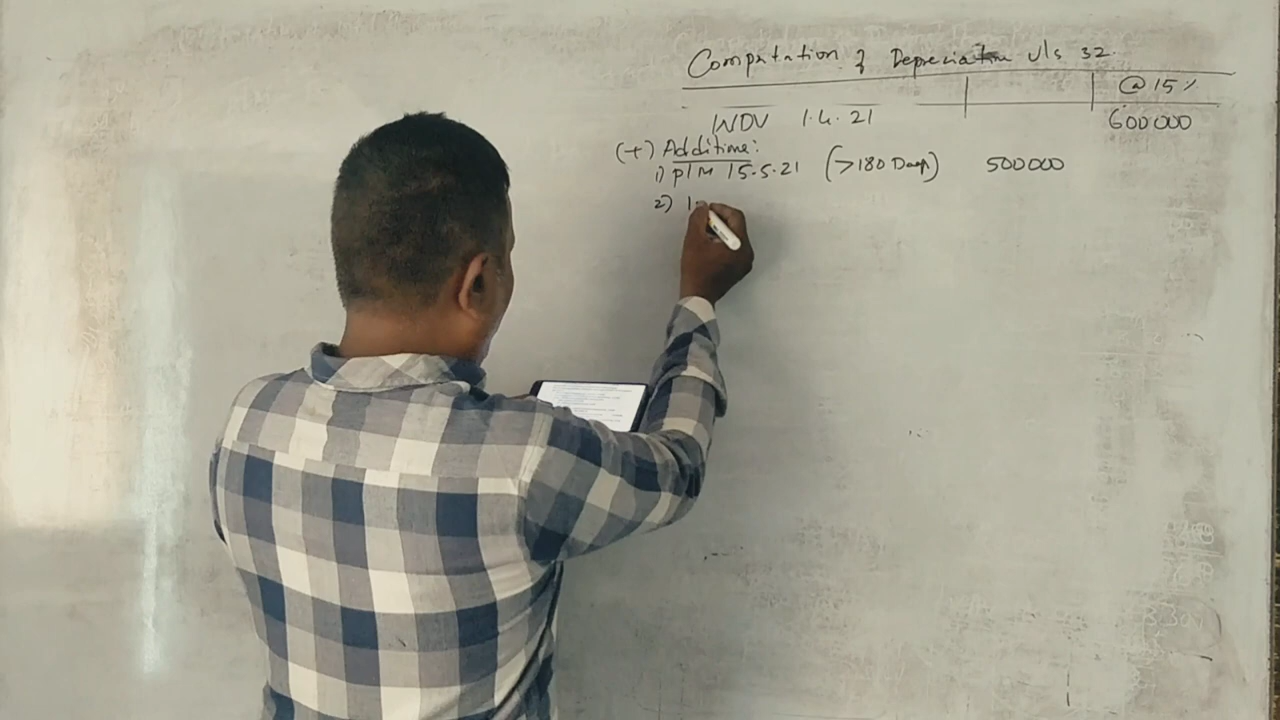 Computation of Depreciation u/s 32.
@ 15%
WDV 1.4.21 600000
(+) Additions:
1) P/M 15.5.21 (>180 Days) 500000
2)